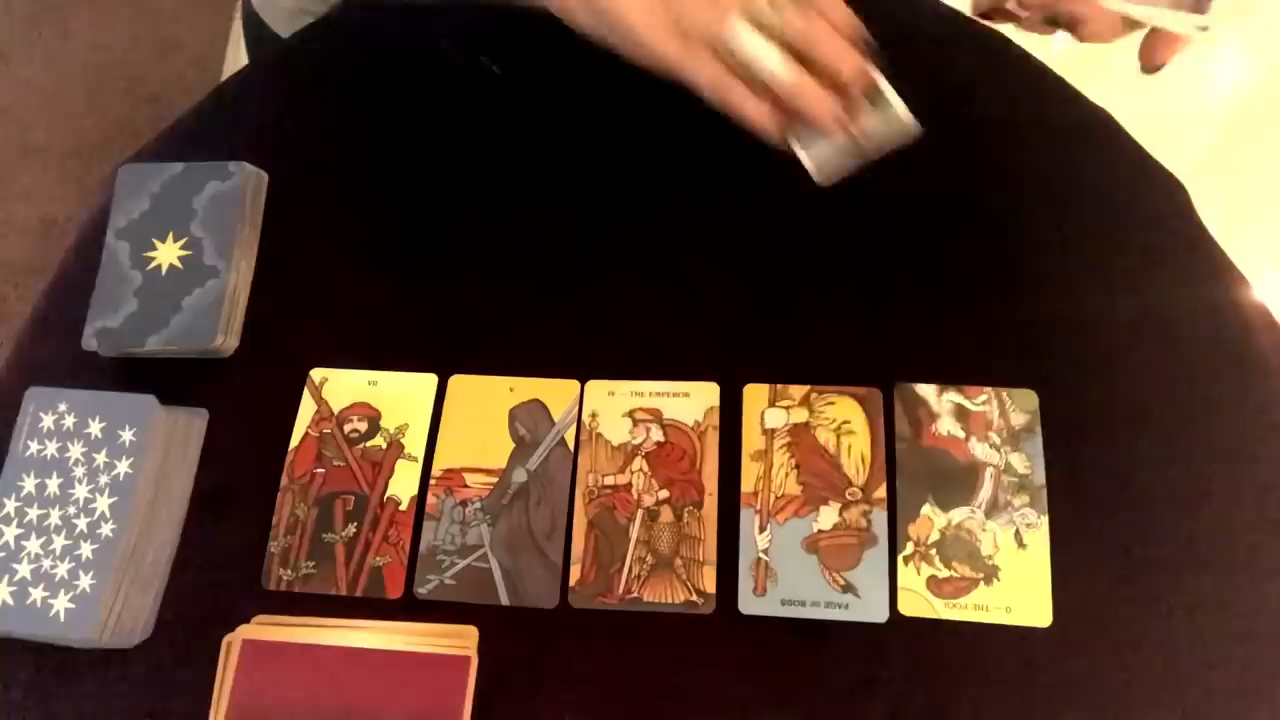 VII
V
IV — THE EMPEROR
PAGE OF RODS
0 — THE FOOL